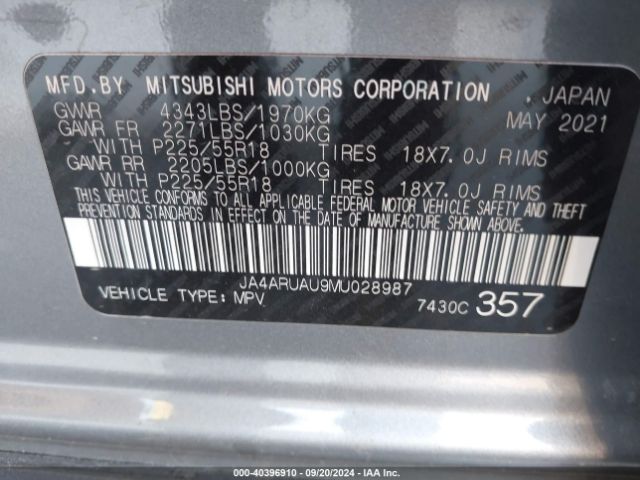 MFD.BY MITSUBISHI MOTORS CORPORATION . JAPAN
GVWR 4343LBS/1970KG MAY 2021
GAWR FR 2271LBS/1030KG
WITH P225/55R18 TIRES 18X7.0J RIMS
GAWR RR 2205LBS/1000KG
WITH P225/55R18 TIRES 18X7.0J RIMS
THIS VEHICLE CONFORMS TO ALL APPLICABLE FEDERAL MOTOR VEHICLE SAFETY AND THEFT
PREVENTION STANDARDS IN EFFECT ON THE DATE OF MANUFACTURE SHOWN ABOVE.
JA4ARUAU9MU028987
VEHICLE TYPE: MPV. 7430C 357
000-40396910 - 09/20/2024 - IAA Inc.